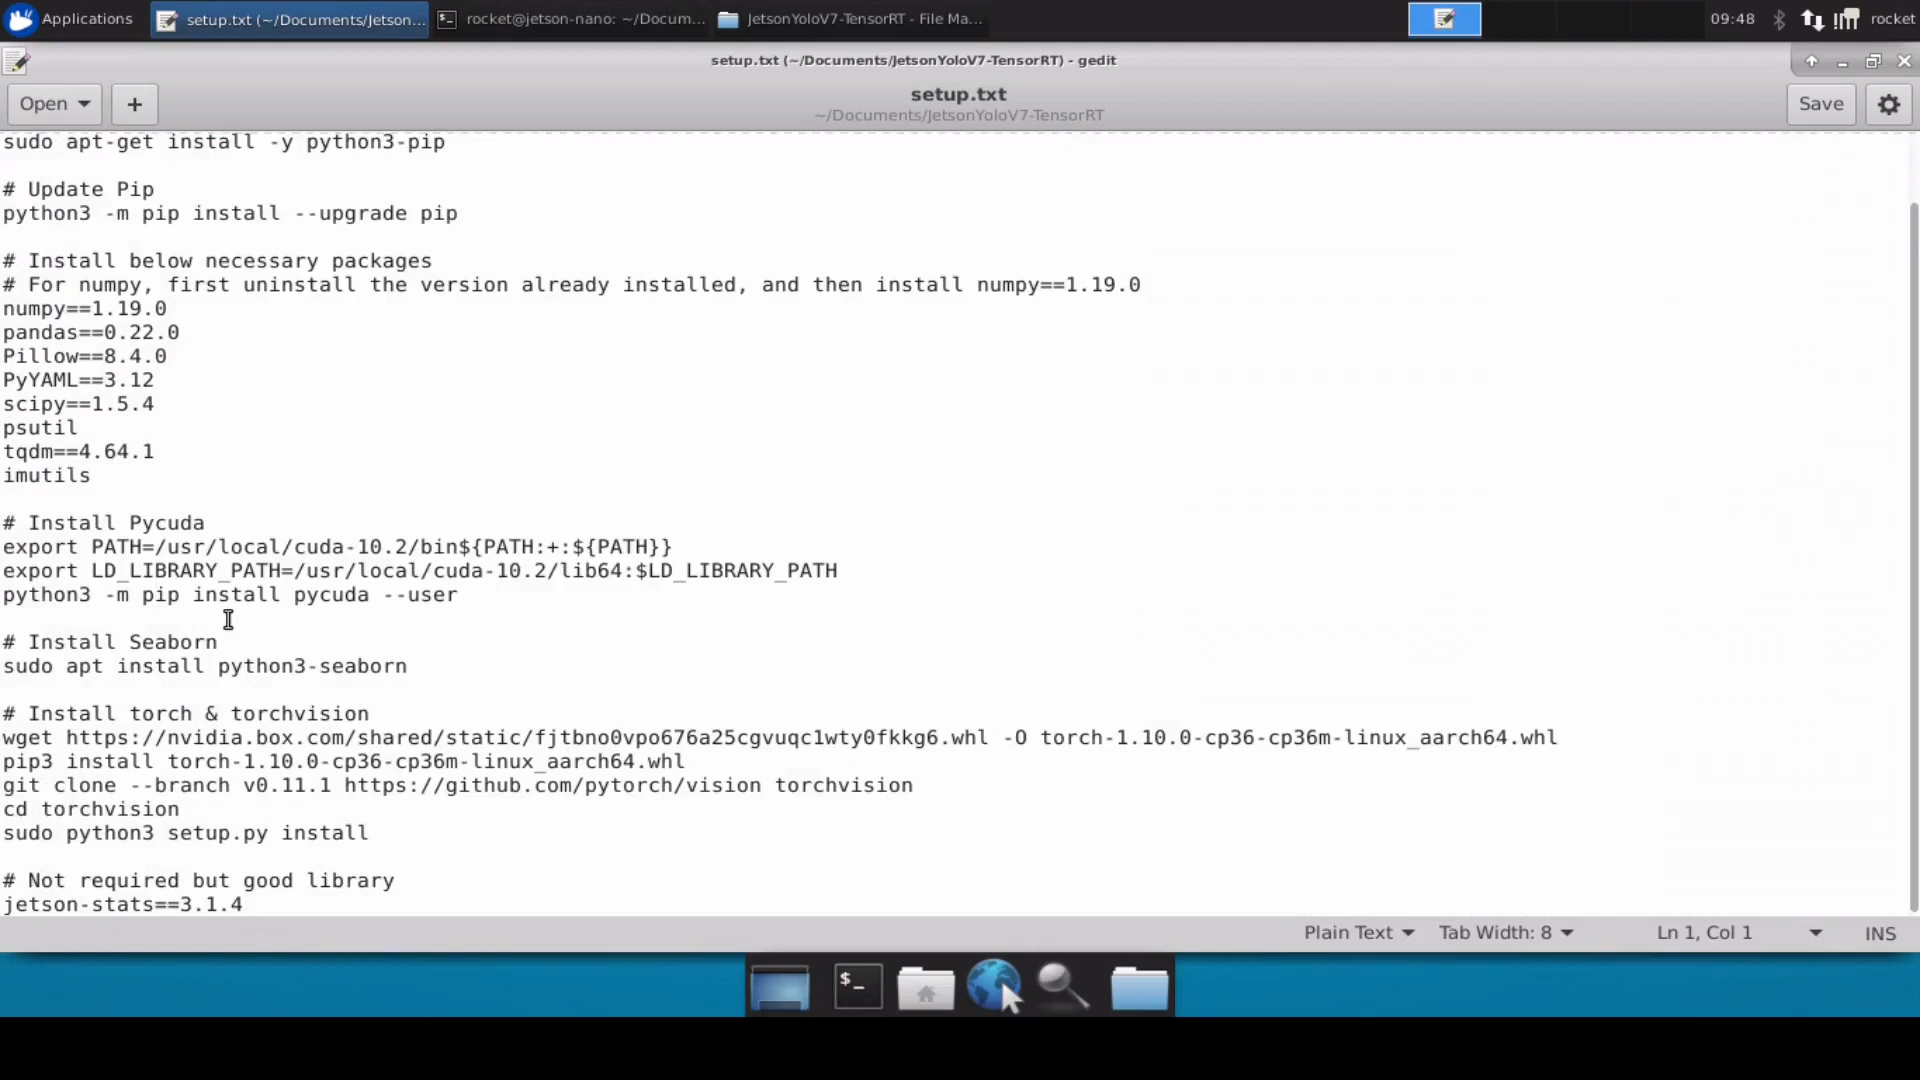 Applications
setup.txt (~/Documents/Jetson...
rocket@jetson-nano: ~/Docum...
JetsonYoloV7-TensorRT - File Ma...
09:48
rocket
setup.txt (~/Documents/JetsonYoloV7-TensorRT) - gedit
Open
+
setup.txt
~/Documents/JetsonYoloV7-TensorRT
Save
sudo apt-get install -y python3-pip
# Update Pip
python3 -m pip install --upgrade pip
# Install below necessary packages
# For numpy, first uninstall the version already installed, and then install numpy==1.19.0
numpy==1.19.0
pandas==0.22.0
Pillow==8.4.0
PyYAML==3.12
scipy==1.5.4
psutil
tqdm==4.64.1
imutils
# Install Pycuda
export PATH=/usr/local/cuda-10.2/bin${PATH:+:${PATH}}
export LD_LIBRARY_PATH=/usr/local/cuda-10.2/lib64:$LD_LIBRARY_PATH
python3 -m pip install pycuda --user
# Install Seaborn
sudo apt install python3-seaborn
# Install torch & torchvision
wget https://nvidia.box.com/shared/static/fjtbno0vpo676a25cgvuqc1wty0fkkg6.whl -O torch-1.10.0-cp36-cp36m-linux_aarch64.whl
pip3 install torch-1.10.0-cp36-cp36m-linux_aarch64.whl
git clone --branch v0.11.1 https://github.com/pytorch/vision torchvision
cd torchvision
sudo python3 setup.py install
# Not required but good library
jetson-stats==3.1.4
Plain Text
Tab Width: 8
Ln 1, Col 1
INS
$_